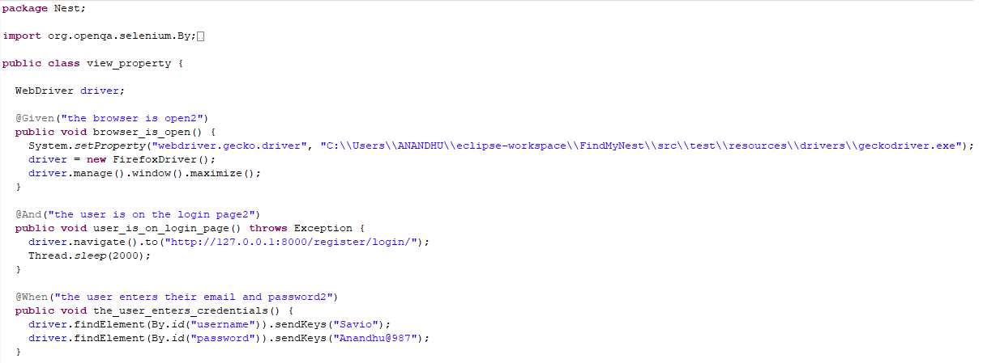 package Nest;
import org.openqa.selenium.By;
public class view_property {
WebDriver driver;
@Given("the browser is open2")
public void browser_is_open() {
System.setProperty("webdriver.gecko.driver", "C:\\Users\\ANANDHU\\eclipse-workspace\\FindMyNest\\src\\test\\resources\\drivers\\geckodriver.exe");
driver = new FirefoxDriver();
driver.manage().window().maximize();
}
@And("the user is on the login page2")
public void user_is_on_login_page() throws Exception {
driver.navigate().to("http://127.0.0.1:8000/register/login/");
Thread.sleep(2000);
}
@When("the user enters their email and password2")
public void the_user_enters_credentials() {
driver.findElement(By.id("username")).sendKeys("Savio");
driver.findElement(By.id("password")).sendKeys("Anandhu@987");
}